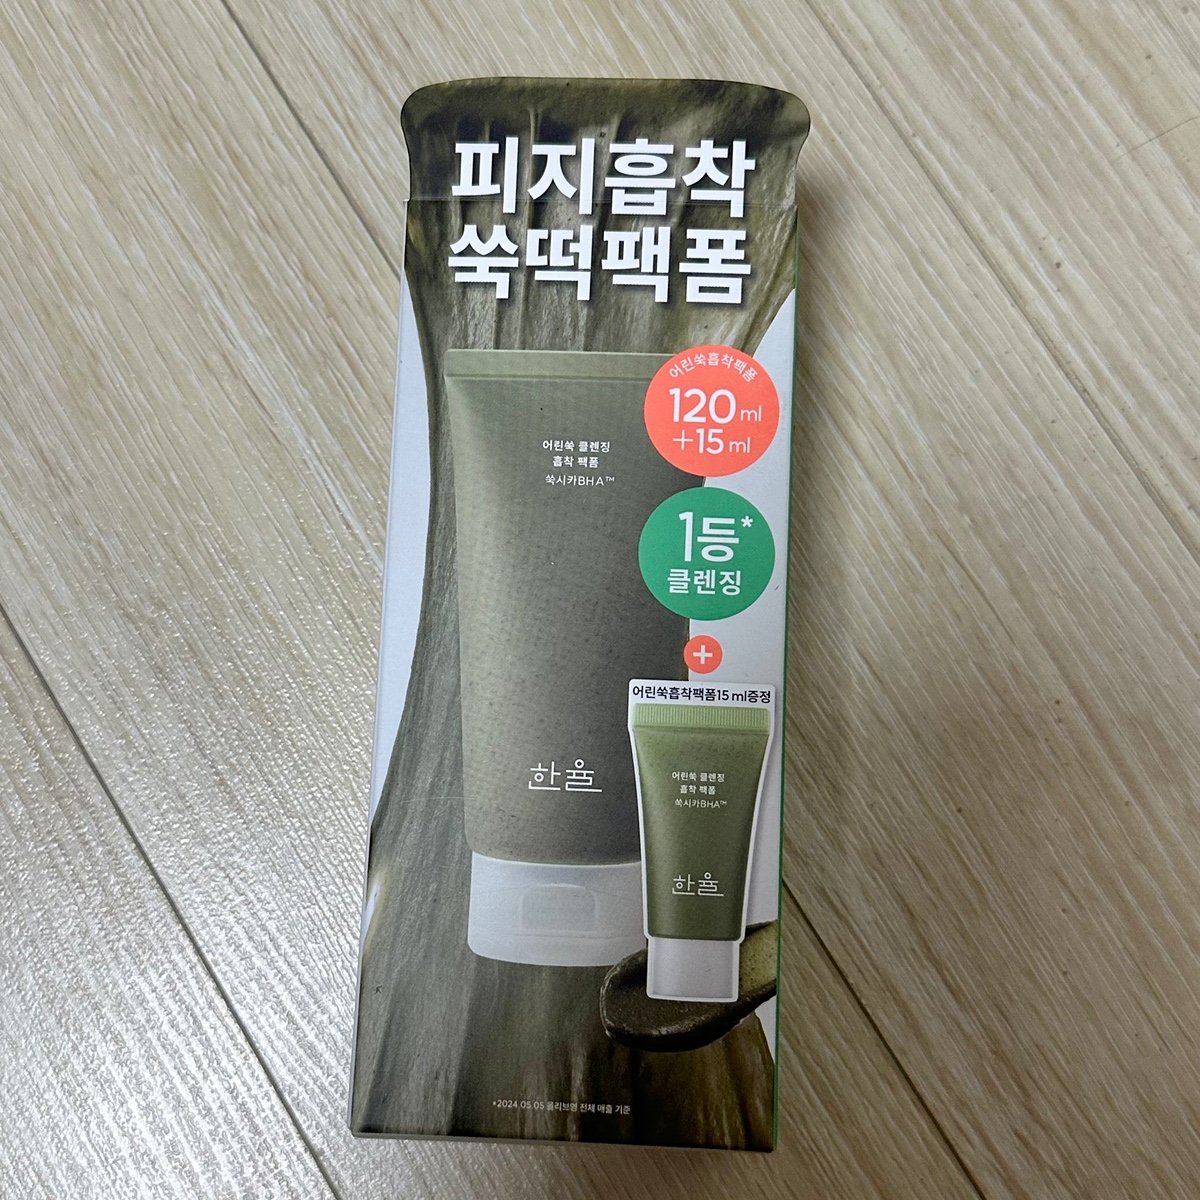 피지흡착
쑥떡팩폼
어린쑥흡착팩폼
120 ml
+15 ml
어린쑥 클렌징
흡착 팩폼
쑥시카BHA™
1등*
클렌징
+
어린쑥흡착팩폼15 ml증정
어린쑥 클렌징
흡착 팩폼
쑥시카BHA™
한율
한율
*2024.05.05 올리브영 전체 매출 기준